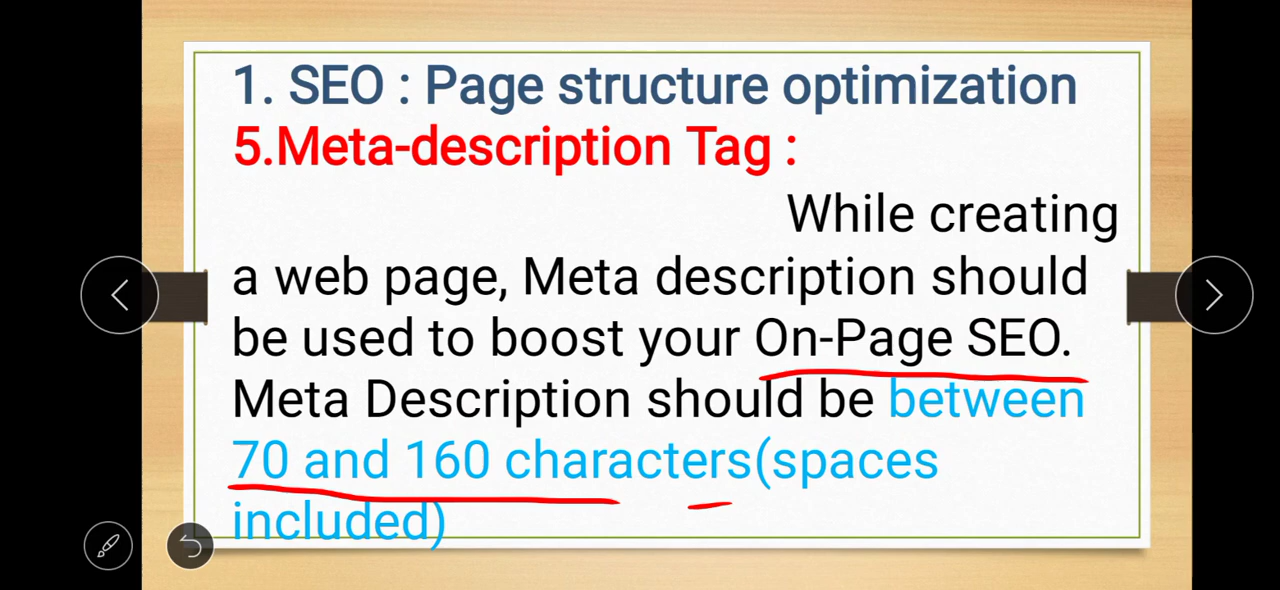 1. SEO : Page structure optimization
5.Meta-description Tag :
While creating
a web page, Meta description should
be used to boost your On-Page SEO.
Meta Description should be between
70 and 160 characters(spaces
included)